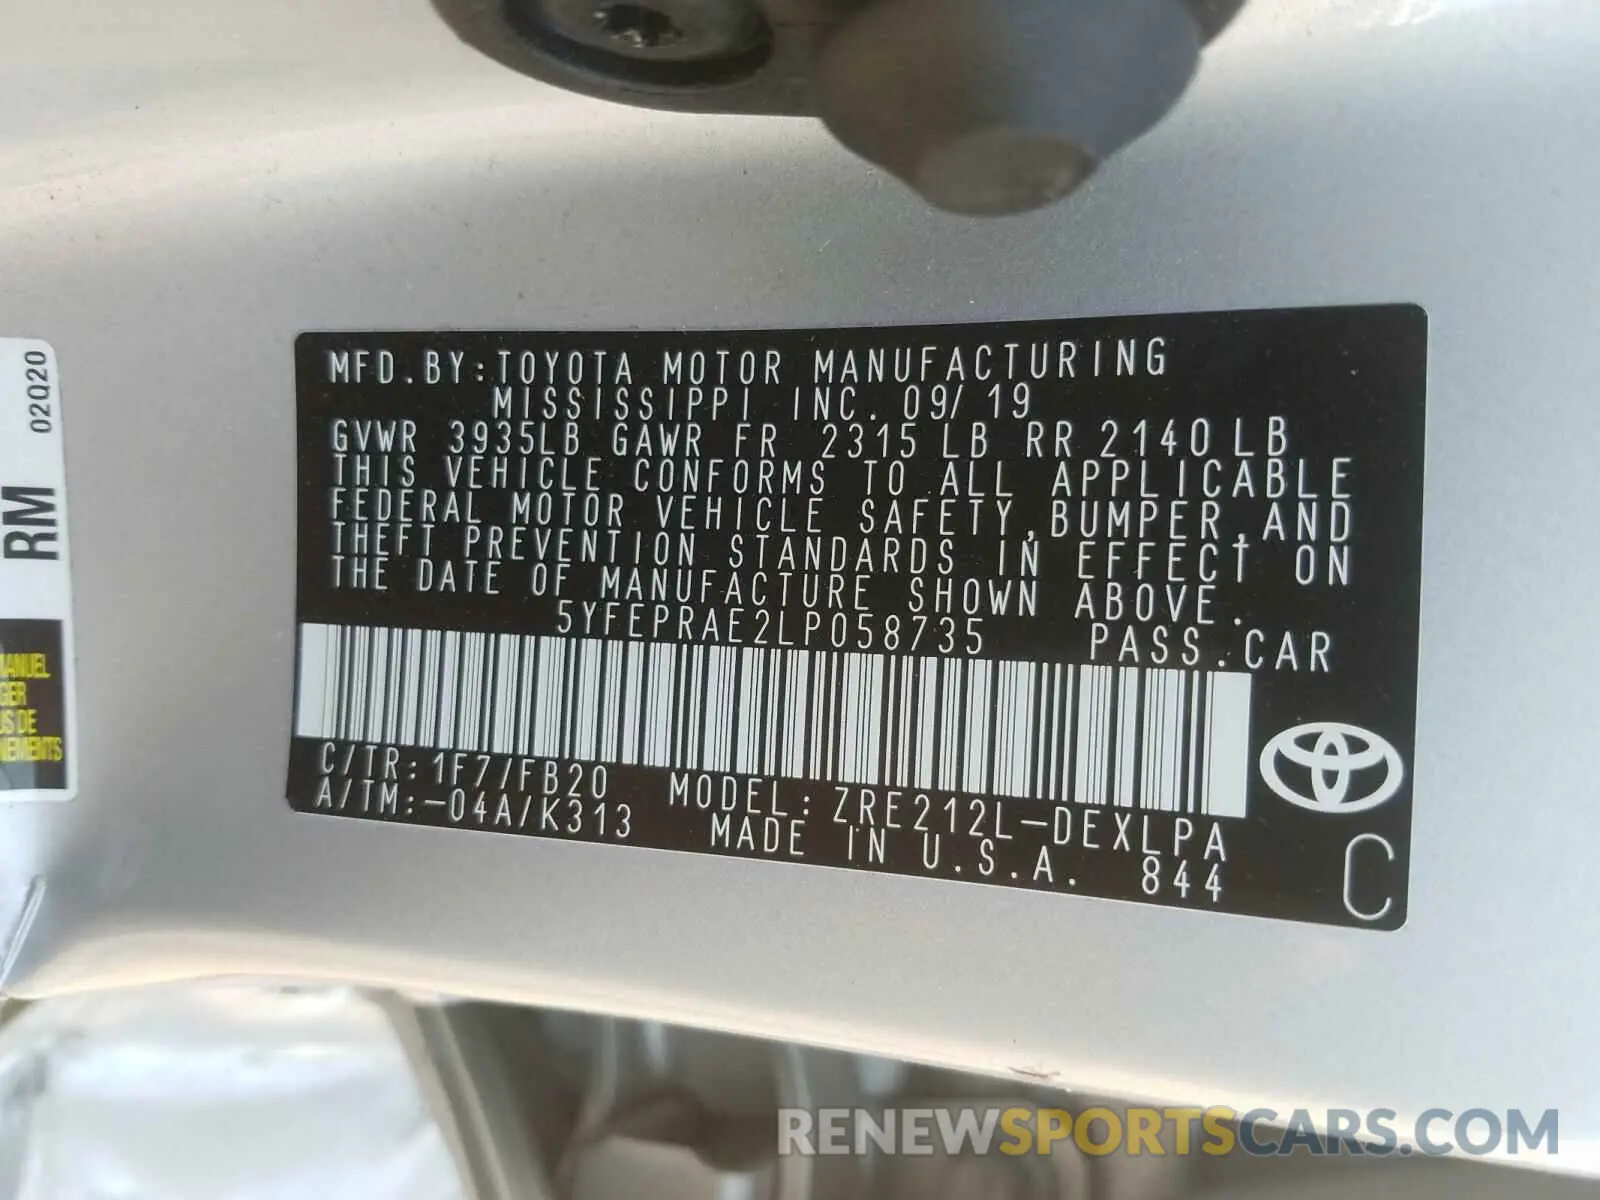 MFD.BY:TOYOTA MOTOR MANUFACTURING
MISSISSIPPI INC. 09/19
GVWR 3935LB GAWR FR 2315 LB RR 2140 LB
THIS VEHICLE CONFORMS TO ALL APPLICABLE
FEDERAL MOTOR VEHICLE SAFETY, BUMPER, AND
THEFT PREVENTION STANDARDS IN EFFECT ON
THE DATE OF MANUFACTURE SHOWN ABOVE.
5YFEPRAE2LP058735 PASS.CAR
C/TR:1F7/FB20 MODEL:ZRE212L-DEXLPA
A/TM:-04A/K313 MADE IN U.S.A. 844
C
02Q20
RM
US DE
RENEWSPORTSCARS.COM